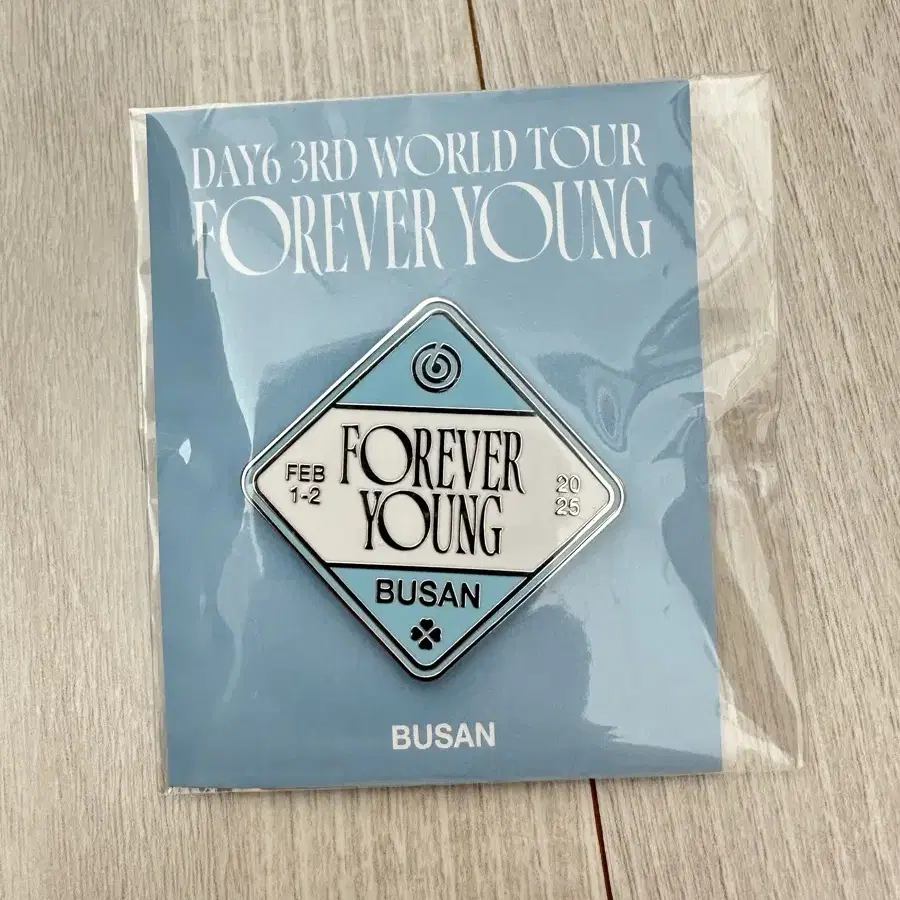 DAY6 3RD WORLD TOUR
FOREVER YOUNG
FOREVER
YOUNG
FEB
1-2
20
25
BUSAN
BUSAN